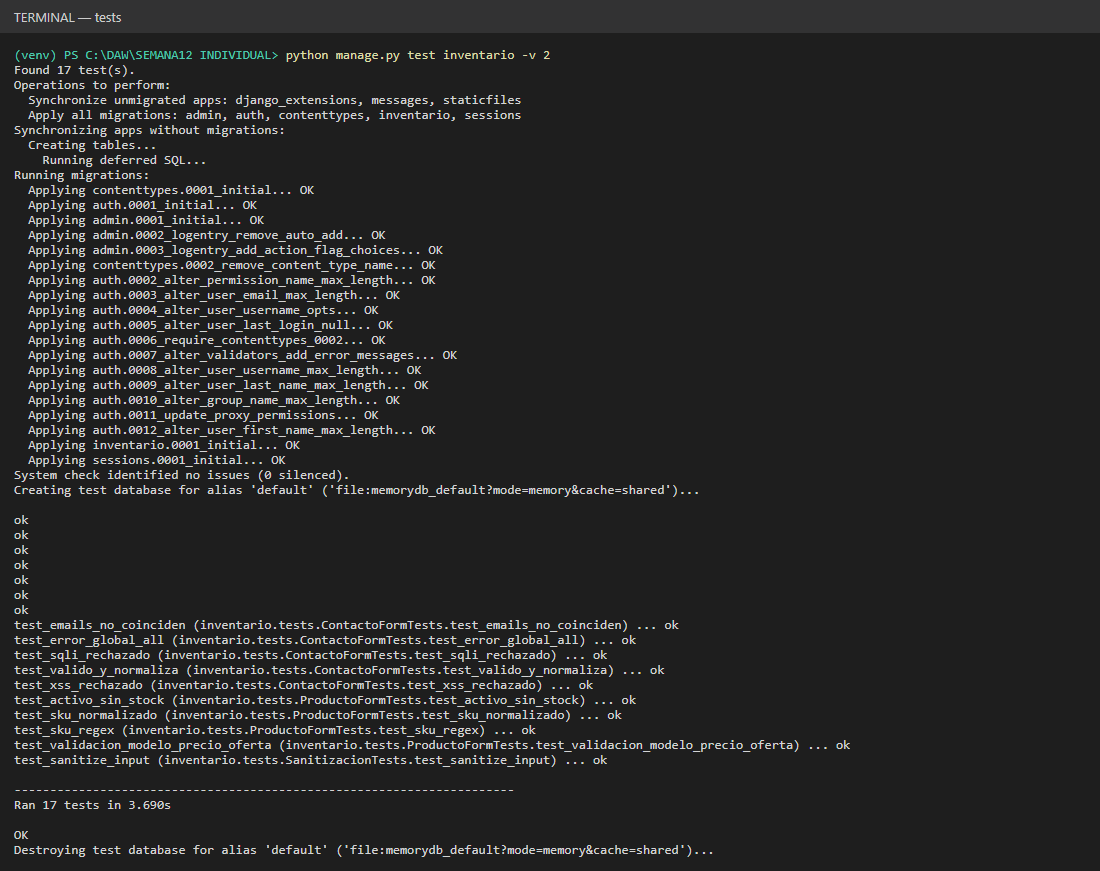 TERMINAL — tests
(venv) PS C:\DAW\SEMANA12 INDIVIDUAL> python manage.py test inventario -v 2
Found 17 test(s).
Operations to perform:
  Synchronize unmigrated apps: django_extensions, messages, staticfiles
  Apply all migrations: admin, auth, contenttypes, inventario, sessions
Synchronizing apps without migrations:
  Creating tables...
    Running deferred SQL...
Running migrations:
  Applying contenttypes.0001_initial... OK
  Applying auth.0001_initial... OK
  Applying admin.0001_initial... OK
  Applying admin.0002_logentry_remove_auto_add... OK
  Applying admin.0003_logentry_add_action_flag_choices... OK
  Applying contenttypes.0002_remove_content_type_name... OK
  Applying auth.0002_alter_permission_name_max_length... OK
  Applying auth.0003_alter_user_email_max_length... OK
  Applying auth.0004_alter_user_username_opts... OK
  Applying auth.0005_alter_user_last_login_null... OK
  Applying auth.0006_require_contenttypes_0002... OK
  Applying auth.0007_alter_validators_add_error_messages... OK
  Applying auth.0008_alter_user_username_max_length... OK
  Applying auth.0009_alter_user_last_name_max_length... OK
  Applying auth.0010_alter_group_name_max_length... OK
  Applying auth.0011_update_proxy_permissions... OK
  Applying auth.0012_alter_user_first_name_max_length... OK
  Applying inventario.0001_initial... OK
  Applying sessions.0001_initial... OK
System check identified no issues (0 silenced).
Creating test database for alias 'default' ('file:memorydb_default?mode=memory&cache=shared')...
ok
ok
ok
ok
ok
ok
ok
test_emails_no_coinciden (inventario.tests.ContactoFormTests.test_emails_no_coinciden) ... ok
test_error_global_all (inventario.tests.ContactoFormTests.test_error_global_all) ... ok
test_sqli_rechazado (inventario.tests.ContactoFormTests.test_sqli_rechazado) ... ok
test_valido_y_normaliza (inventario.tests.ContactoFormTests.test_valido_y_normaliza) ... ok
test_xss_rechazado (inventario.tests.ContactoFormTests.test_xss_rechazado) ... ok
test_activo_sin_stock (inventario.tests.ProductoFormTests.test_activo_sin_stock) ... ok
test_sku_normalizado (inventario.tests.ProductoFormTests.test_sku_normalizado) ... ok
test_sku_regex (inventario.tests.ProductoFormTests.test_sku_regex) ... ok
test_validacion_modelo_precio_oferta (inventario.tests.ProductoFormTests.test_validacion_modelo_precio_oferta) ... ok
test_sanitize_input (inventario.tests.SanitizacionTests.test_sanitize_input) ... ok
----------------------------------------------------------------------
Ran 17 tests in 3.690s
OK
Destroying test database for alias 'default' ('file:memorydb_default?mode=memory&cache=shared')...